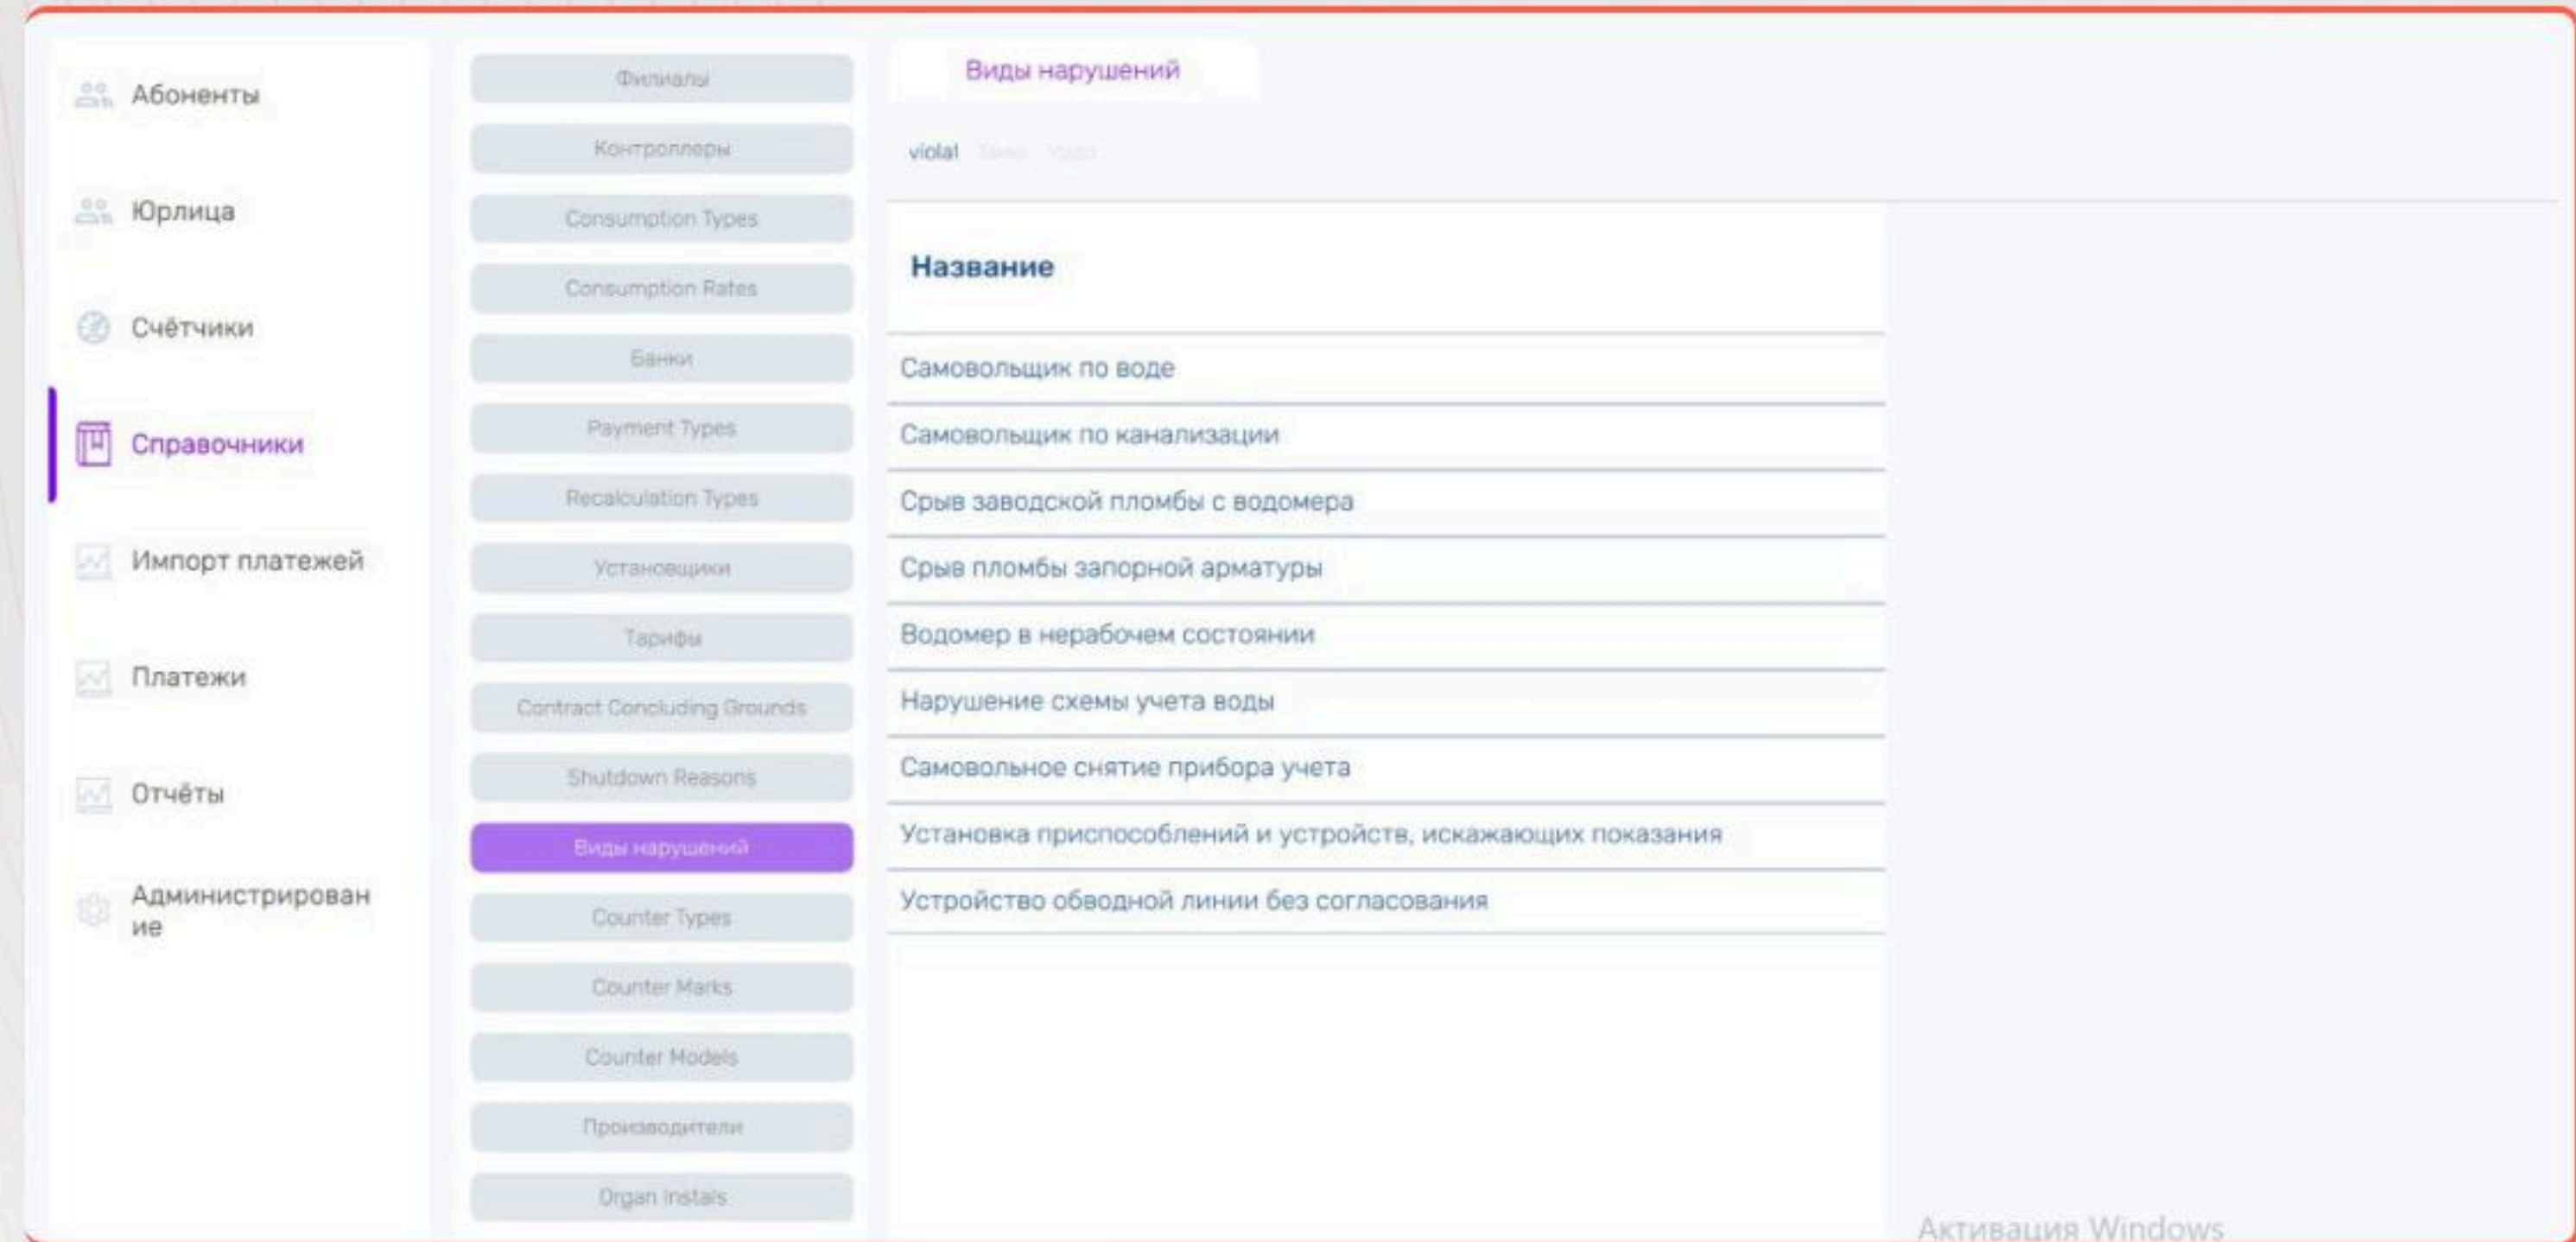 Абоненты
Юрлица
Счётчики
Справочники
Импорт платежей
Платежи
Отчёты
Администрирован
ие
Филиалы
Контроллеры
Consumption Types
Consumption Rates
Банки
Payment Types
Recalculation Types
Установщики
Тарифы
Contract Concluding Grounds
Shutdown Reasons
Виды нарушений
Counter Types
Counter Marks
Counter Models
Производители
Organ Instals
Виды нарушений
violat
Название
Самовольщик по воде
Самовольщик по канализации
Срыв заводской пломбы с водомера
Срыв пломбы запорной арматуры
Водомер в нерабочем состоянии
Нарушение схемы учета воды
Самовольное снятие прибора учета
Установка приспособлений и устройств, искажающих показания
Устройство обводной линии без согласования
Активация Windows